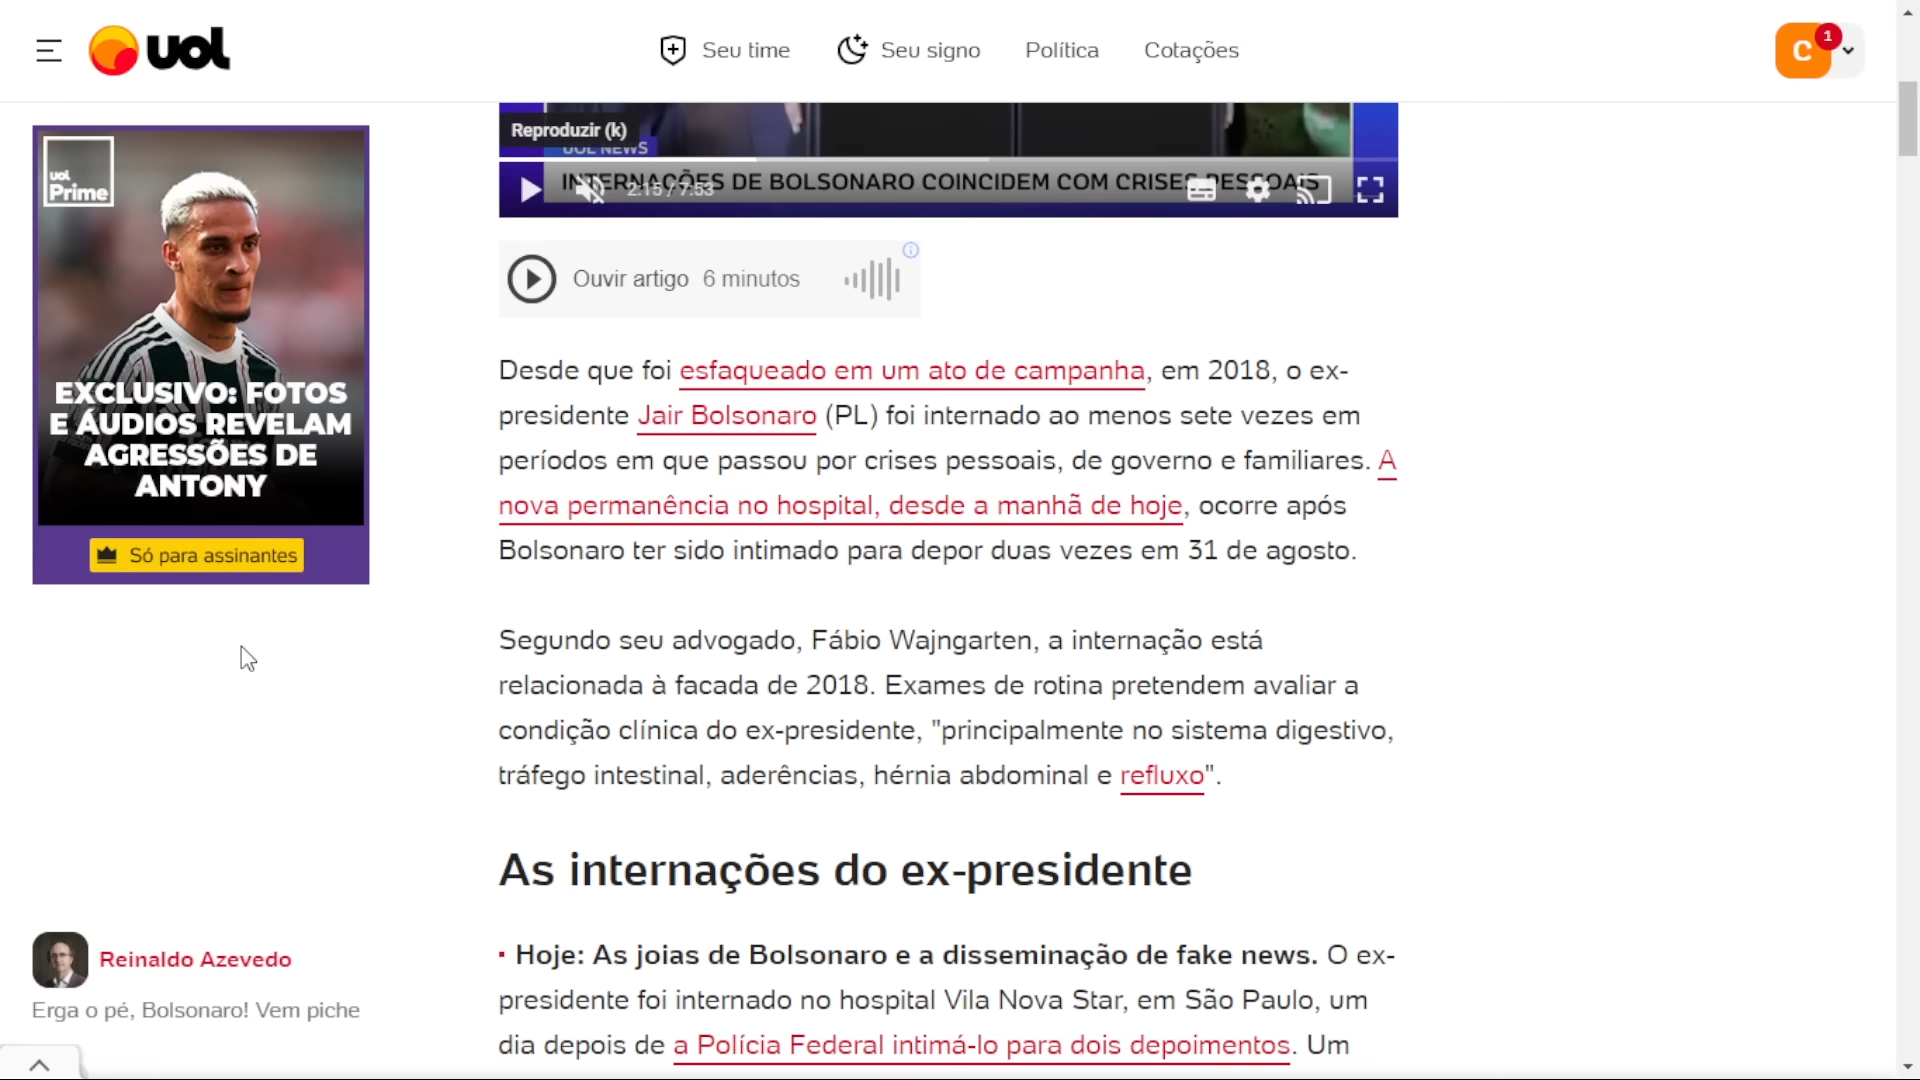 uol
Seu time
Seu signo
Política
Cotações
C
1
uol
Prime
EXCLUSIVO: FOTOS
E ÁUDIOS REVELAM
AGRESSÕES DE
ANTONY
Só para assinantes
Reinaldo Azevedo
Erga o pé, Bolsonaro! Vem piche
Reproduzir (k)
UOL NEWS
INTERNAÇÕES DE BOLSONARO COINCIDEM COM CRISES PESSOAIS
2:15 / 7:53
Ouvir artigo 6 minutos
Desde que foi esfaqueado em um ato de campanha, em 2018, o ex-
presidente Jair Bolsonaro (PL) foi internado ao menos sete vezes em
períodos em que passou por crises pessoais, de governo e familiares. A
nova permanência no hospital, desde a manhã de hoje, ocorre após
Bolsonaro ter sido intimado para depor duas vezes em 31 de agosto.
Segundo seu advogado, Fábio Wajngarten, a internação está
relacionada à facada de 2018. Exames de rotina pretendem avaliar a
condição clínica do ex-presidente, "principalmente no sistema digestivo,
tráfego intestinal, aderências, hérnia abdominal e refluxo".
As internações do ex-presidente
Hoje: As joias de Bolsonaro e a disseminação de fake news. O ex-
presidente foi internado no hospital Vila Nova Star, em São Paulo, um
dia depois de a Polícia Federal intimá-lo para dois depoimentos. Um